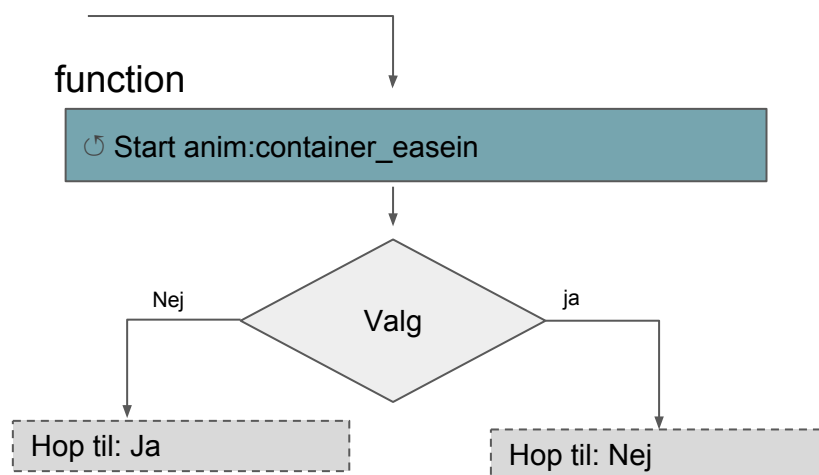 function
Start anim:container_easein
Nej
ja
Valg
Hop til: Ja
Hop til: Nej